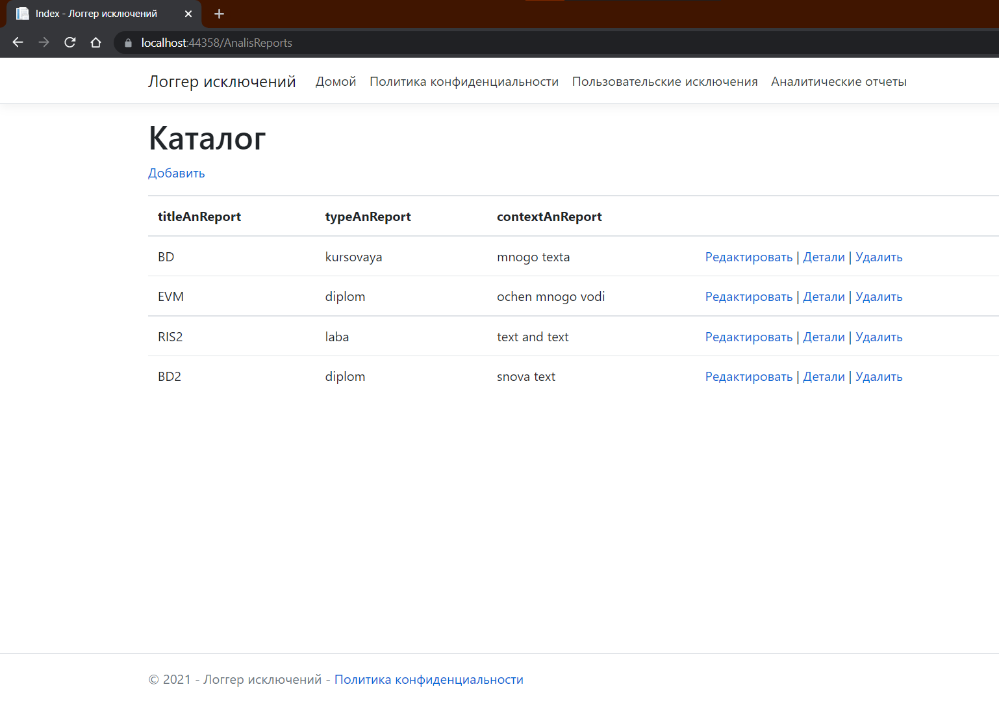 Index - Логгер исключений
localhost:44358/AnalisReports
Логгер исключений Домой Политика конфиденциальности Пользовательские исключения Аналитические отчеты
Каталог
Добавить
titleAnReport typeAnReport contextAnReport
BD kursovaya mnogo texta Редактировать | Детали | Удалить
EVM diplom ochen mnogo vodi Редактировать | Детали | Удалить
RIS2 laba text and text Редактировать | Детали | Удалить
BD2 diplom snova text Редактировать | Детали | Удалить
© 2021 - Логгер исключений - Политика конфиденциальности